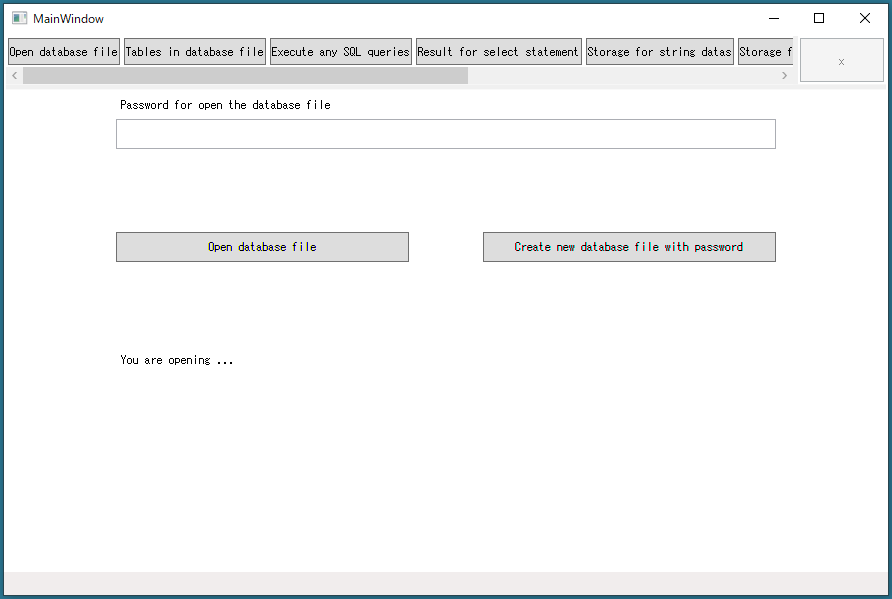 MainWindow
Open database file Tables in database file Execute any SQL queries Result for select statement Storage for string datas Storage f
x
Password for open the database file
Open database file Create new database file with password
You are opening ...